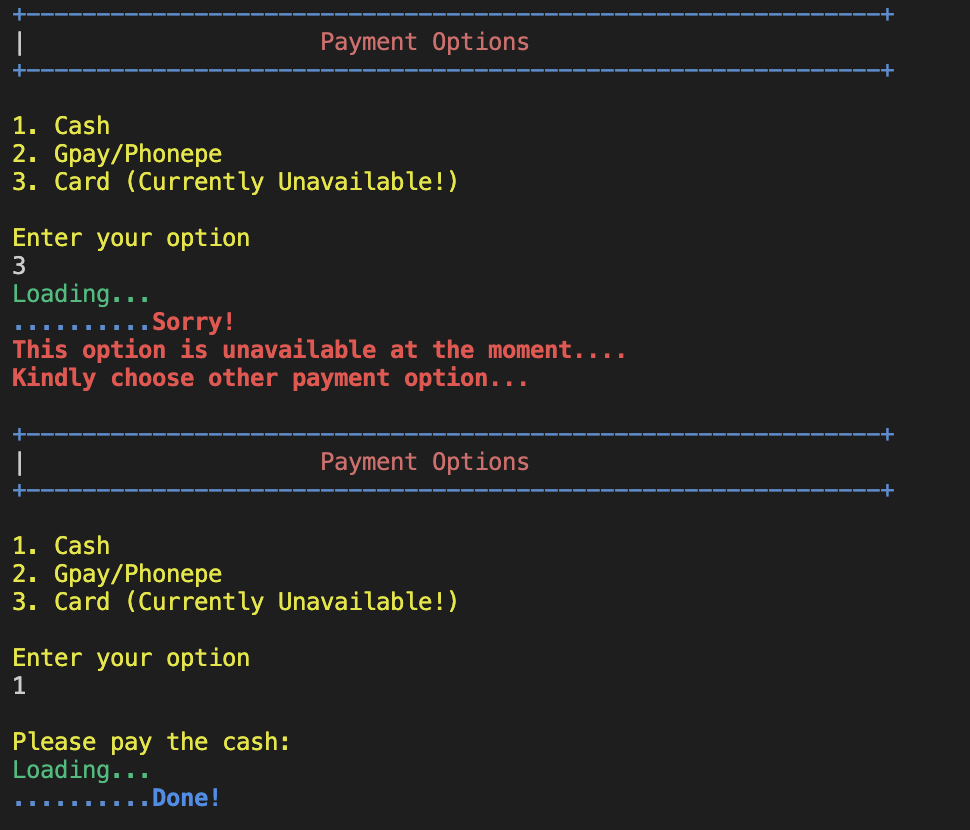 +--------------------------------------------------------------+
|                      Payment Options
+--------------------------------------------------------------+
1. Cash
2. Gpay/Phonepe
3. Card (Currently Unavailable!)
Enter your option
3
Loading...
..........Sorry!
This option is unavailable at the moment....
Kindly choose other payment option...
+--------------------------------------------------------------+
|                      Payment Options
+--------------------------------------------------------------+
1. Cash
2. Gpay/Phonepe
3. Card (Currently Unavailable!)
Enter your option
1
Please pay the cash:
Loading...
..........Done!